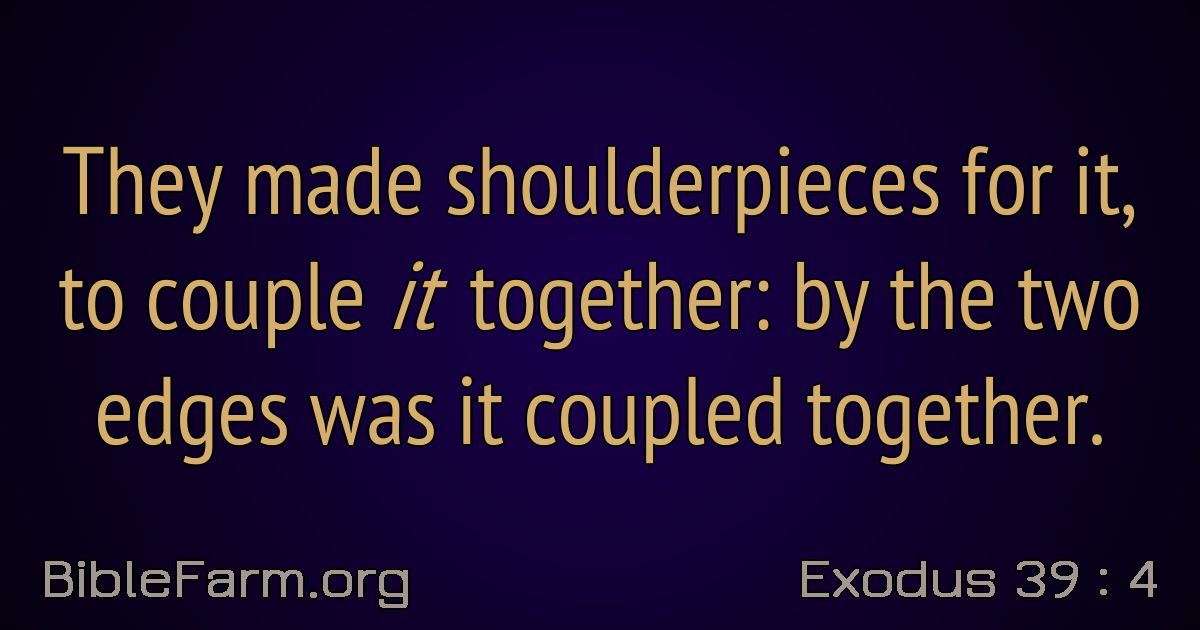 They made shoulderpieces for it,
to couple it together: by the two
edges was it coupled together.
BibleFarm.org
Exodus 39 : 4